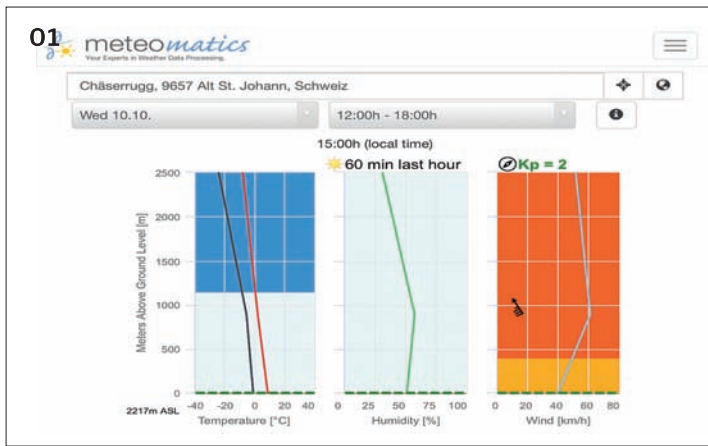 01
meteomatics
Your Experts in Weather Data Processing.
Chäserrugg, 9657 Alt St. Johann, Schweiz
Wed 10.10.
12:00h - 18:00h
15:00h (local time)
60 min last hour
Kp = 2
Meters Above Ground Level [m]
2500
2000
1500
1000
500
0
2217m ASL
-40 -20 0 20 40
Temperature [°C]
0 25 50 75 100
Humidity [%]
0 20 40 60 80
Wind [km/h]